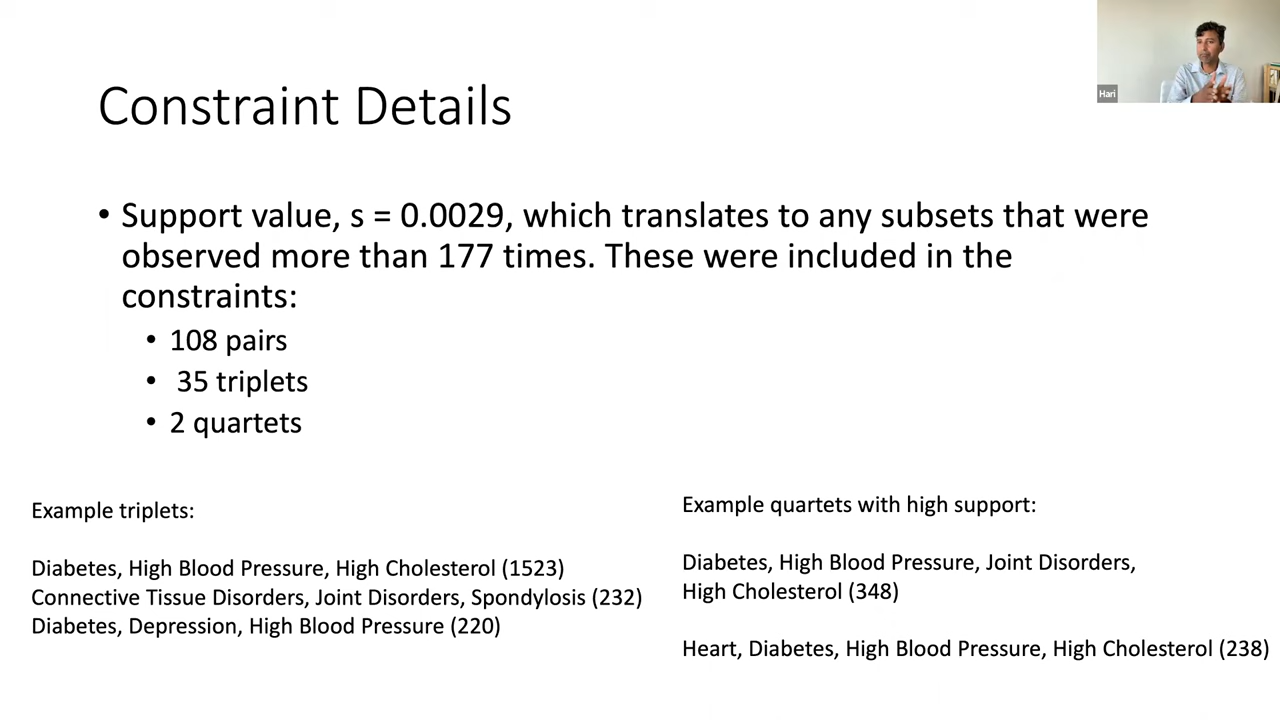 Hari
Constraint Details
• Support value, s = 0.0029, which translates to any subsets that were
observed more than 177 times. These were included in the
constraints:
• 108 pairs
• 35 triplets
• 2 quartets
Example triplets:
Diabetes, High Blood Pressure, High Cholesterol (1523)
Connective Tissue Disorders, Joint Disorders, Spondylosis (232)
Diabetes, Depression, High Blood Pressure (220)
Example quartets with high support:
Diabetes, High Blood Pressure, Joint Disorders,
High Cholesterol (348)
Heart, Diabetes, High Blood Pressure, High Cholesterol (238)